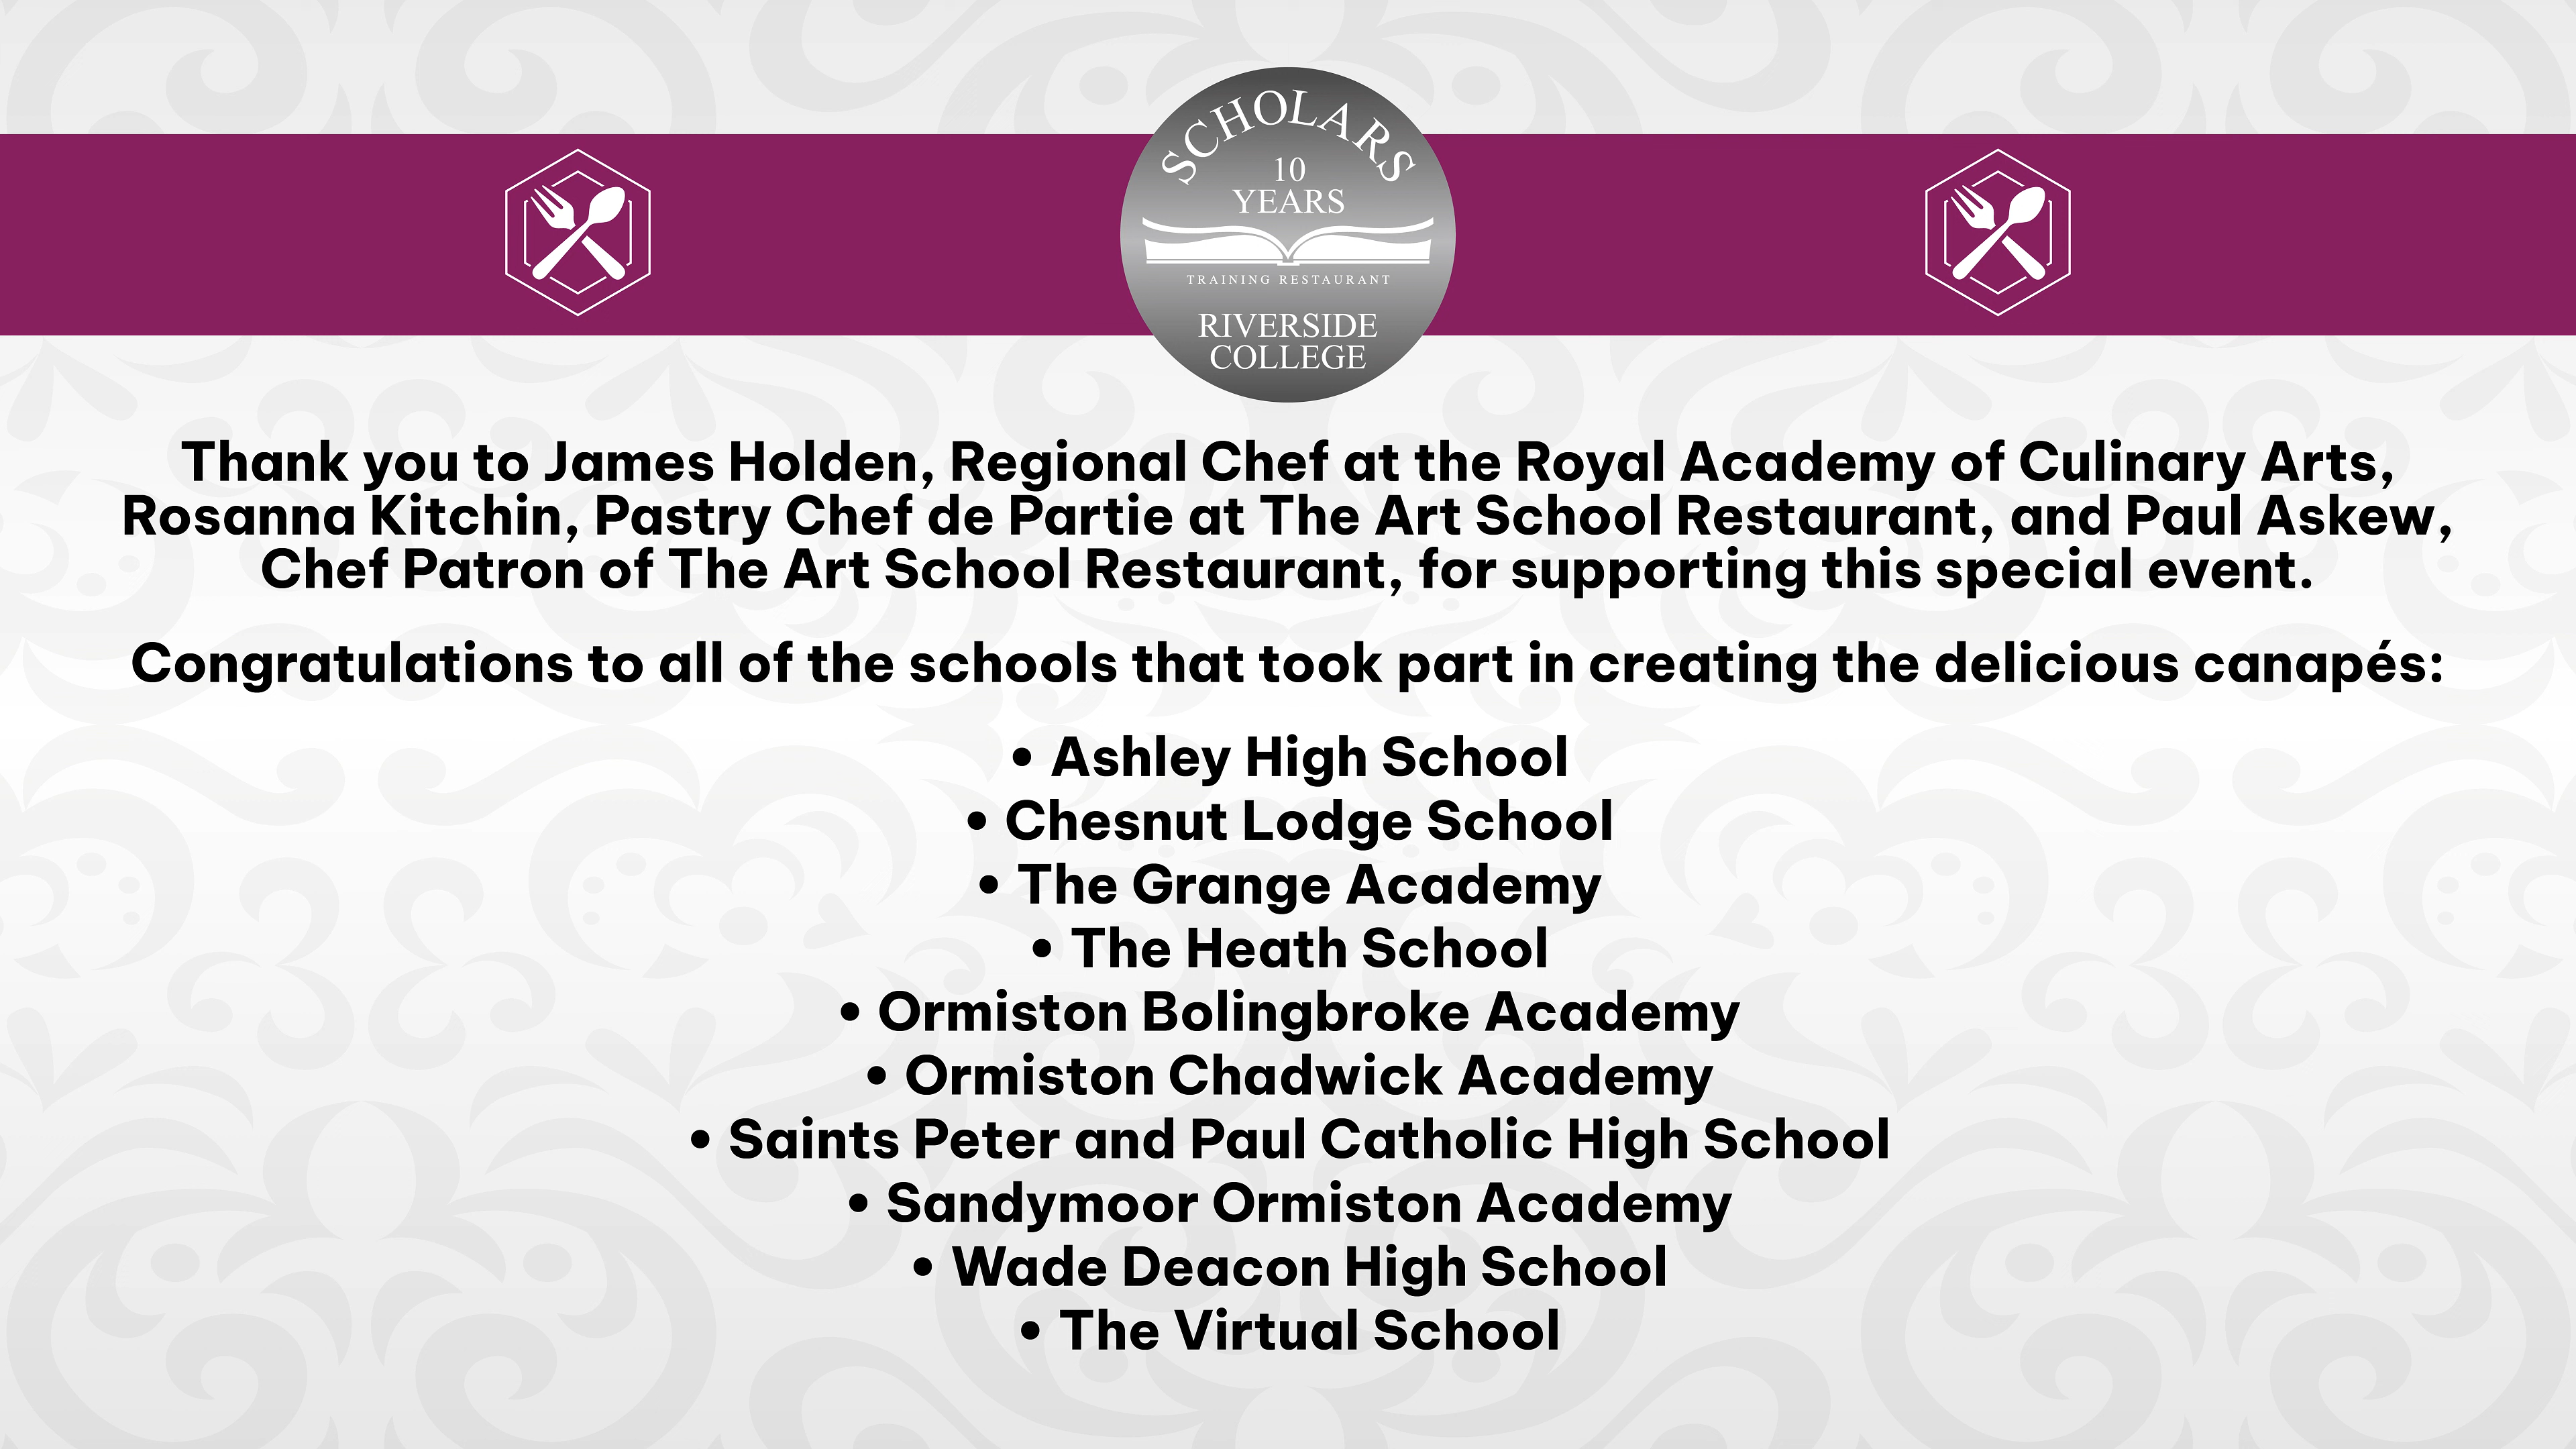 SCHOLARS
10
YEARS
TRAINING RESTAURANT
RIVERSIDE
COLLEGE
Thank you to James Holden, Regional Chef at the Royal Academy of Culinary Arts,
Rosanna Kitchin, Pastry Chef de Partie at The Art School Restaurant, and Paul Askew,
Chef Patron of The Art School Restaurant, for supporting this special event.
Congratulations to all of the schools that took part in creating the delicious canapés:
• Ashley High School
• Chesnut Lodge School
• The Grange Academy
• The Heath School
• Ormiston Bolingbroke Academy
• Ormiston Chadwick Academy
• Saints Peter and Paul Catholic High School
• Sandymoor Ormiston Academy
• Wade Deacon High School
• The Virtual School